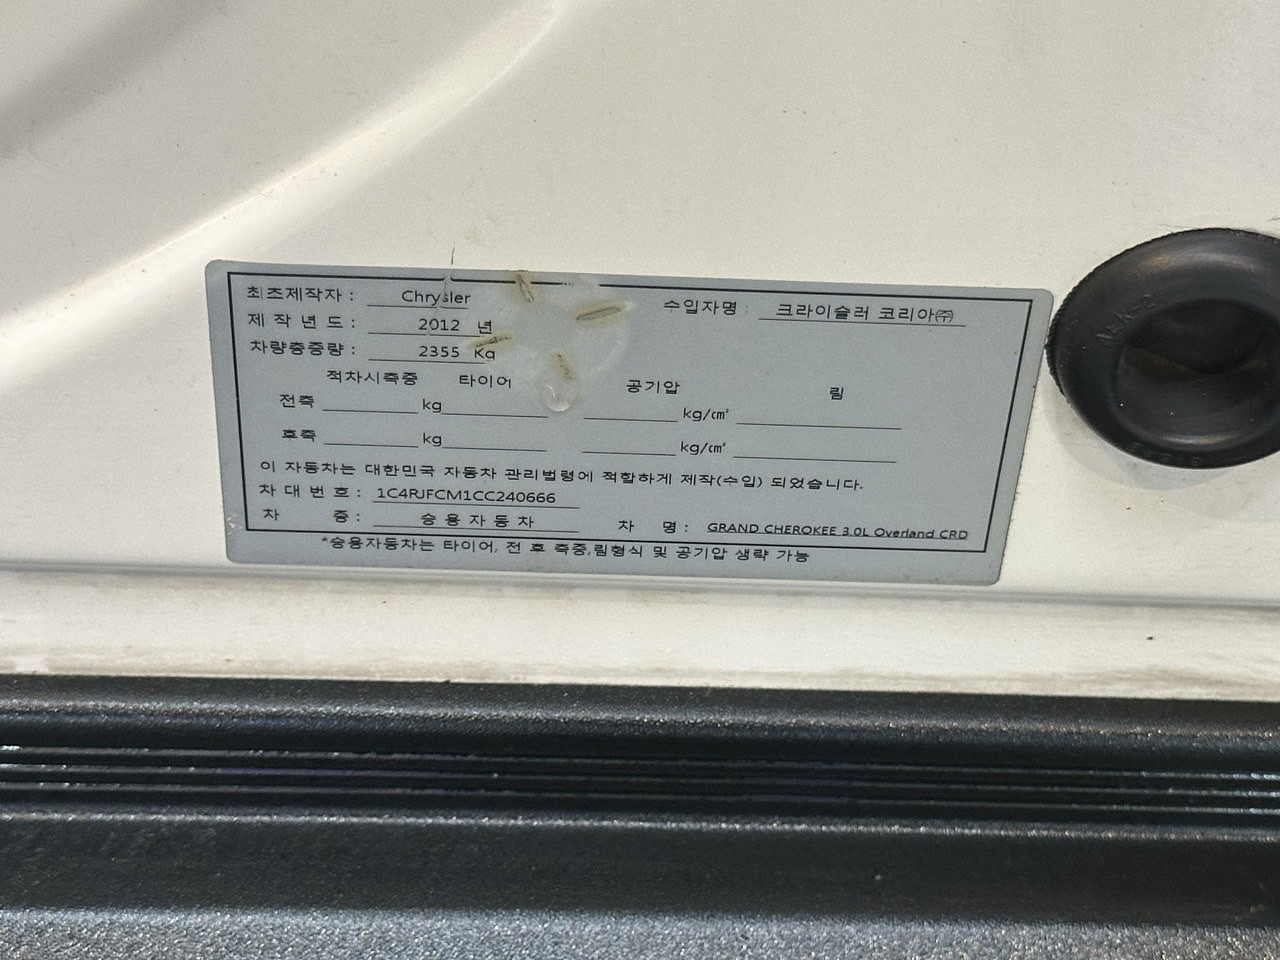 최초제작자 : Chrysler 수입자명 : 크라이슬러 코리아㈜
제 작 년 도 : 2012 년
차량총중량 : 2355 Kg
적차시축중 타이어 공기압 림
전축 kg kg/㎠
후축 kg kg/㎠
이 자동차는 대한민국 자동차 관리법령에 적합하게 제작(수입) 되었습니다.
차 대 번 호 : 1C4RJFCM1CC240666
차 종 : 승 용 자 동 차 차 명 : GRAND CHEROKEE 3.0L Overland CRD
*승용자동차는 타이어, 전 후 축중,림형식 및 공기압 생략 가능